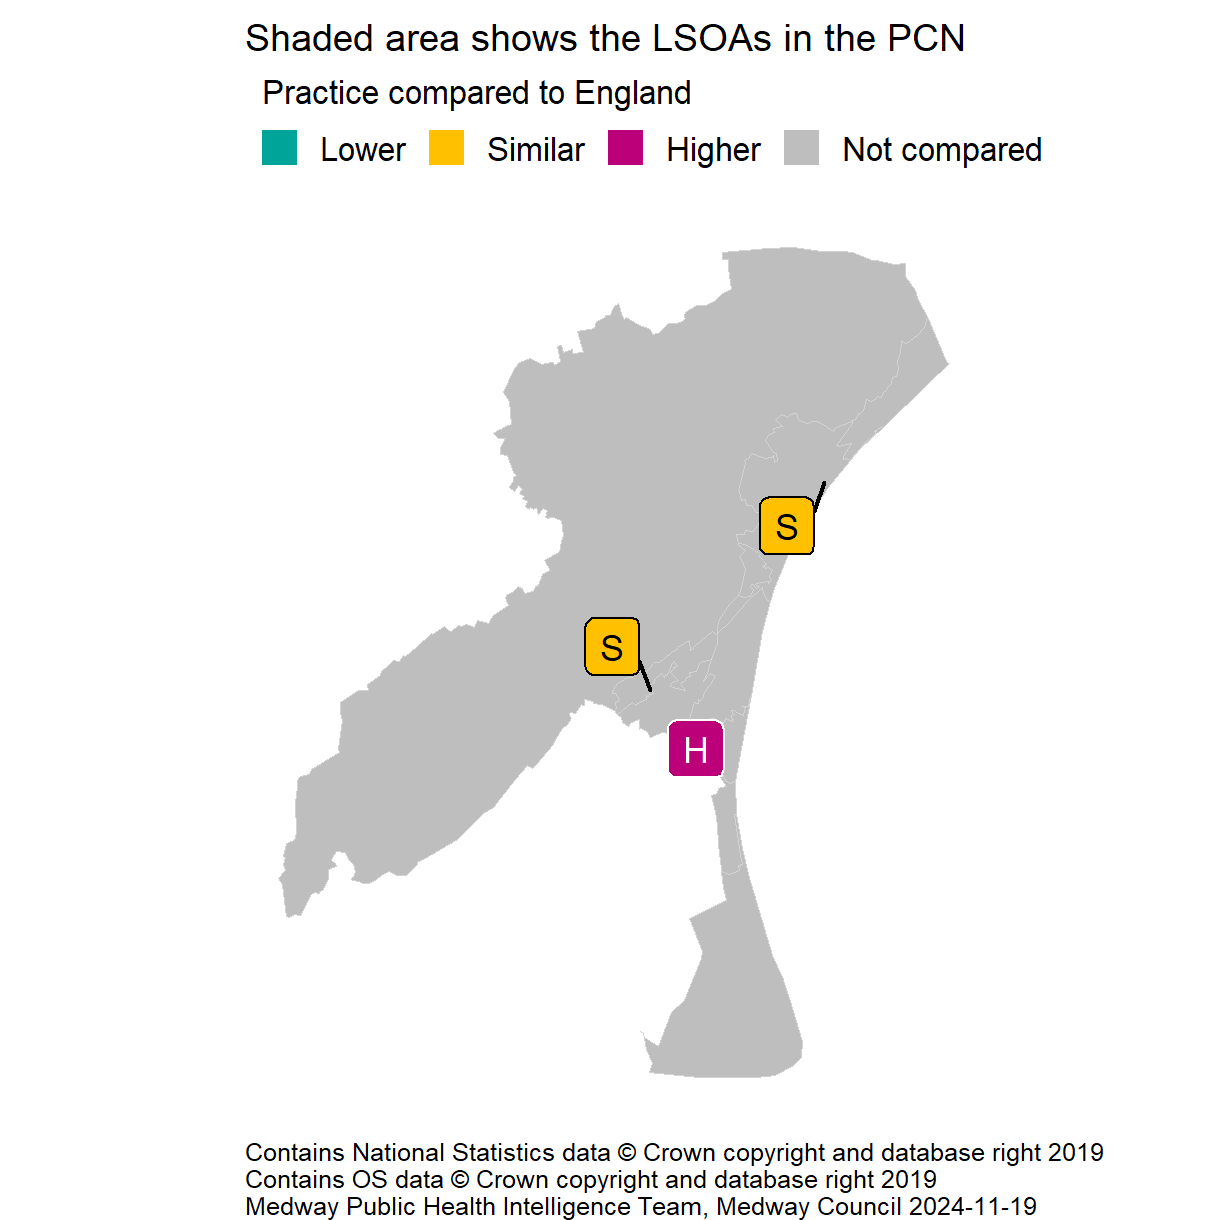 Shaded area shows the LSOAs in the PCN
Practice compared to England
Lower Similar Higher Not compared
S
S
H
Contains National Statistics data © Crown copyright and database right 2019
Contains OS data © Crown copyright and database right 2019
Medway Public Health Intelligence Team, Medway Council 2024-11-19